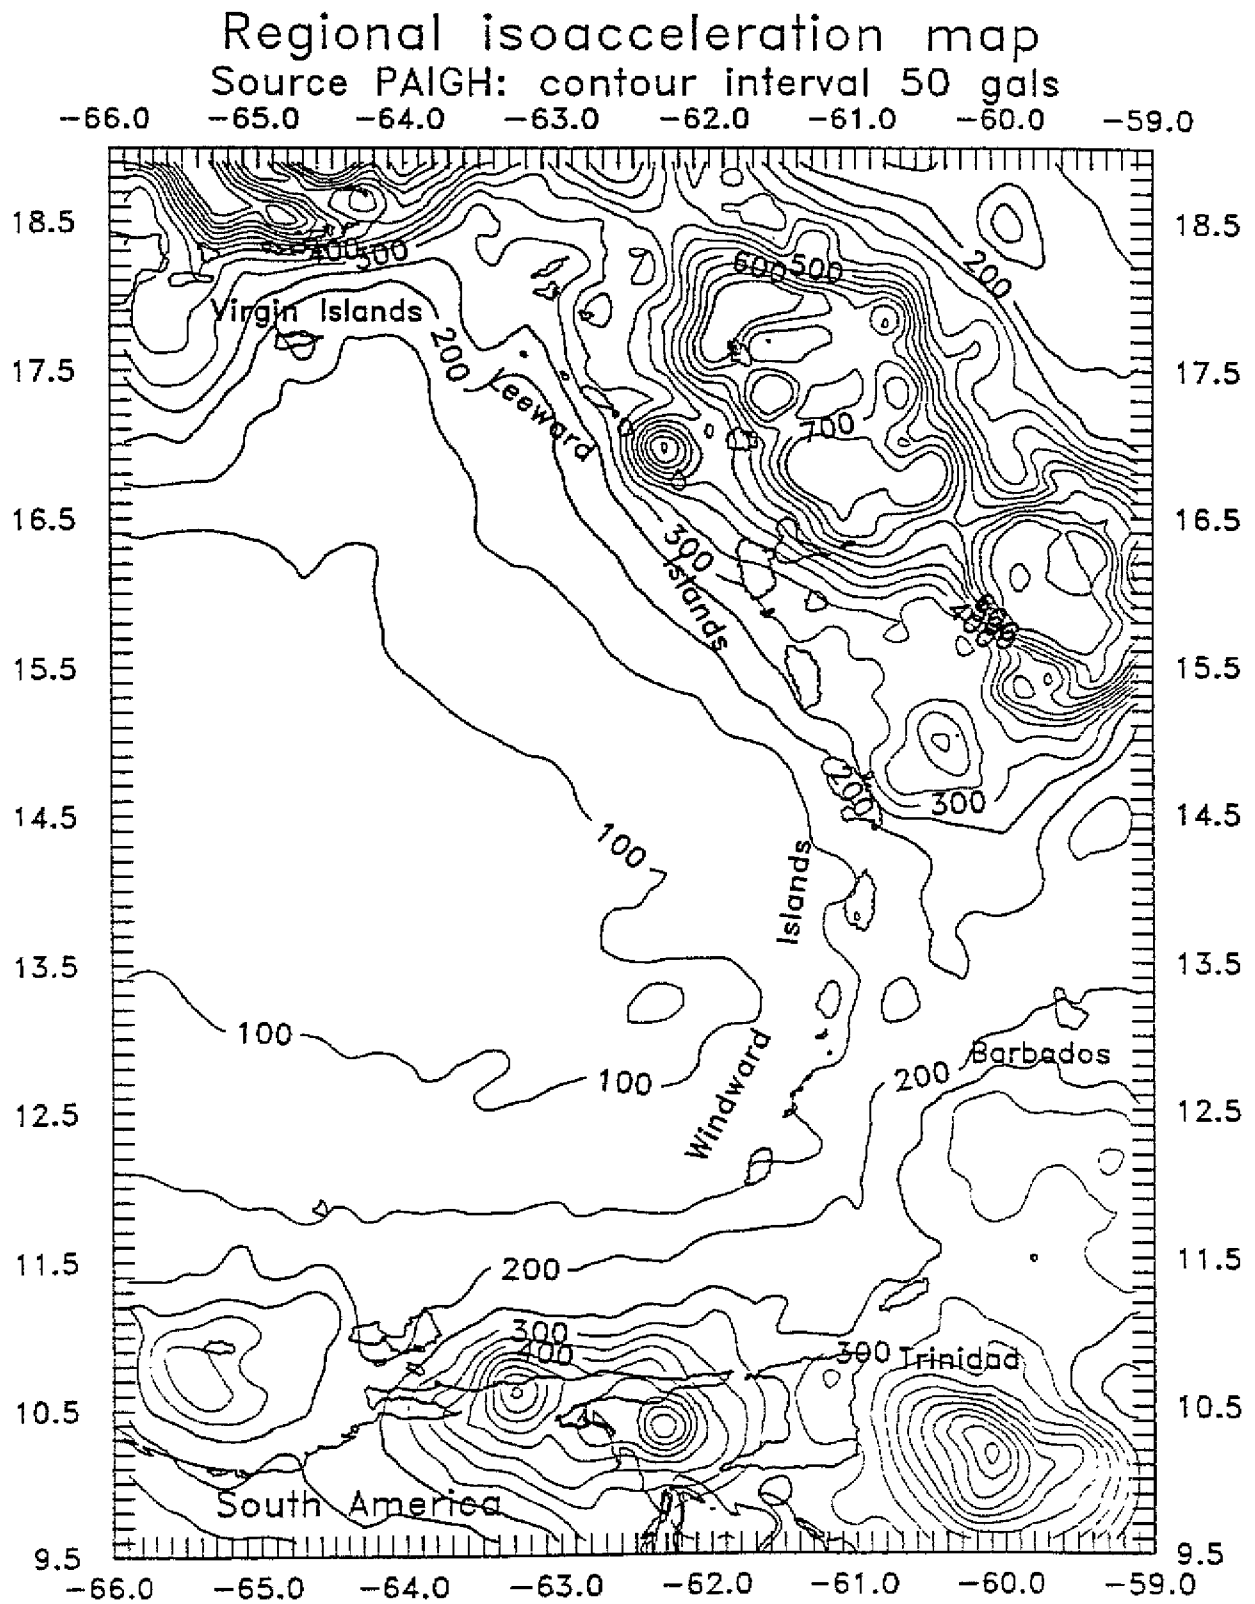 Regional isoacceleration map
Source PAIGH: contour interval 50 gals
-66.0 -65.0 -64.0 -63.0 -62.0 -61.0 -60.0 -59.0
18.5 18.5
400 300 600 500 200
Virgin Islands
200
17.5 17.5
Leeward
700
16.5 16.5
300
Islands
400
15.5 15.5
200 300
14.5 14.5
100
Islands
13.5 13.5
100
Windward
Barbados
100 200
12.5 12.5
11.5 11.5
200
300
400 300 Trinidad
10.5 10.5
South America
9.5 9.5
-66.0 -65.0 -64.0 -63.0 -62.0 -61.0 -60.0 -59.0